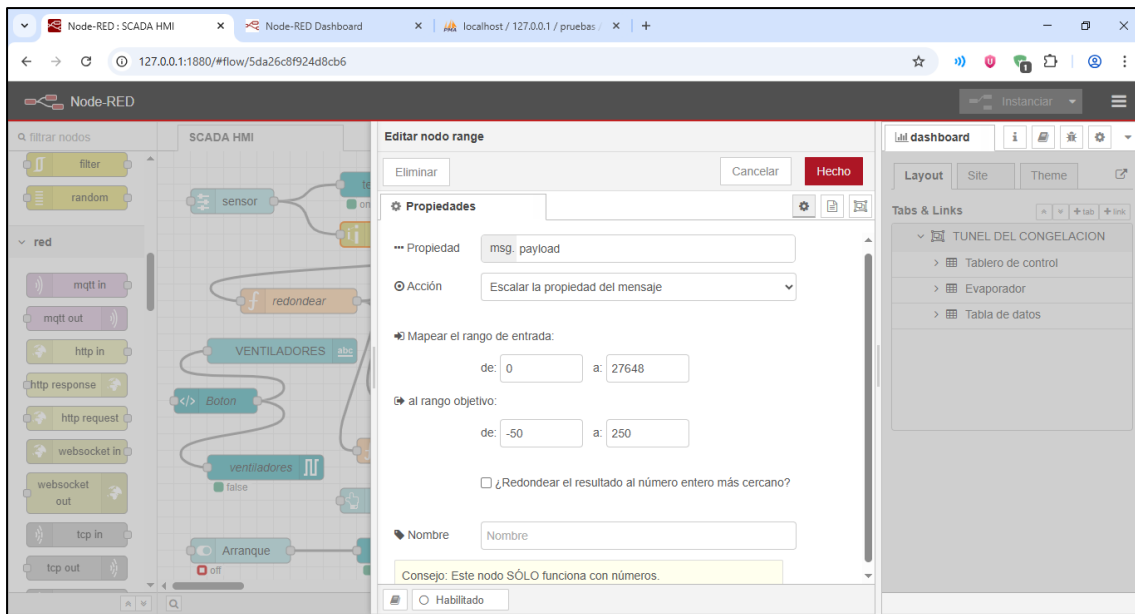 Node-RED : SCADA HMI
Node-RED Dashboard
localhost / 127.0.0.1 / pruebas /
127.0.0.1:1880/#flow/5da26c8f924d8cb6
1
Node-RED
Instanciar
filtrar nodos
SCADA HMI
Editar nodo range
dashboard
filter
random
red
mqtt in
mqtt out
http in
http response
http request
websocket in
websocket
out
tcp in
tcp out
sensor
te
on
redondear
VENTILADORES
abc
Boton
ventiladores
false
Arranque
off
Eliminar
Cancelar
Hecho
Propiedades
Propiedad
msg. payload
Acción
Escalar la propiedad del mensaje
Mapear el rango de entrada:
de: 0 a: 27648
al rango objetivo:
de: -50 a: 250
¿Redondear el resultado al número entero más cercano?
Nombre
Nombre
Consejo: Este nodo SÓLO funciona con números.
Habilitado
Layout
Site
Theme
Tabs & Links
tab
link
TUNEL DEL CONGELACION
Tablero de control
Evaporador
Tabla de datos